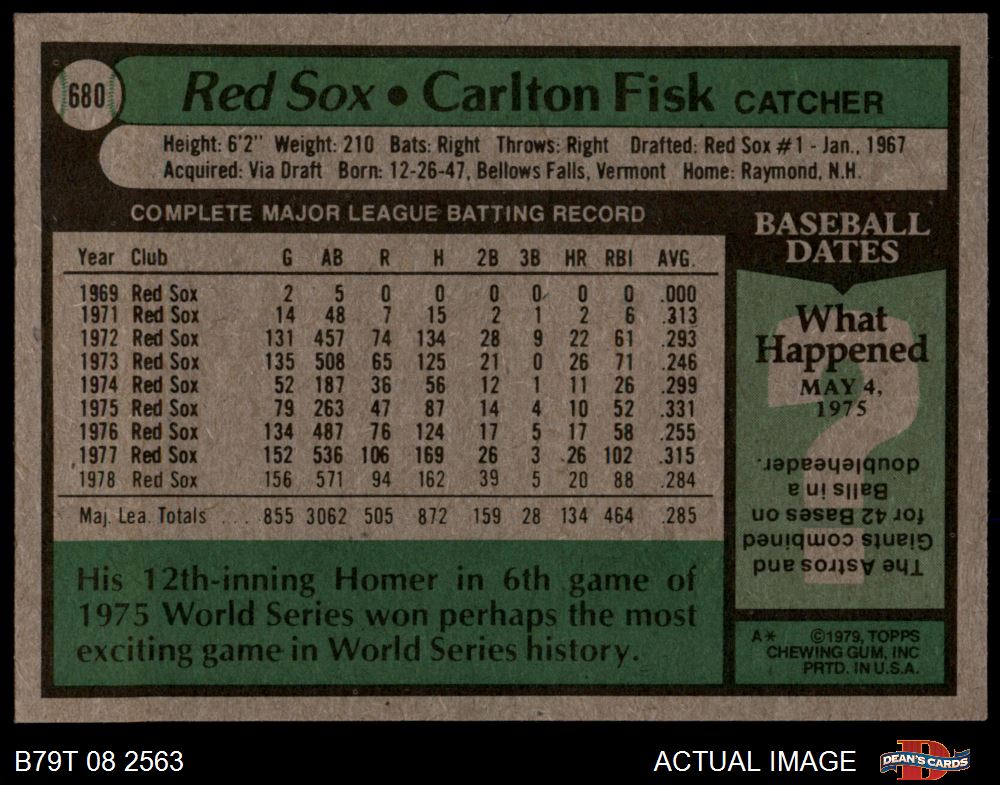 680
Red Sox • Carlton Fisk CATCHER
Height: 6'2" Weight: 210 Bats: Right Throws: Right Drafted: Red Sox #1 - Jan., 1967
Acquired: Via Draft Born: 12-26-47, Bellows Falls, Vermont Home: Raymond, N.H.
COMPLETE MAJOR LEAGUE BATTING RECORD
Year Club G AB R H 2B 3B HR RBI AVG.
1969 Red Sox 2 5 0 0 0 0 0 0 .000
1971 Red Sox 14 48 7 15 2 1 2 6 .313
1972 Red Sox 131 457 74 134 28 9 22 61 .293
1973 Red Sox 135 508 65 125 21 0 26 71 .246
1974 Red Sox 52 187 36 56 12 1 11 26 .299
1975 Red Sox 79 263 47 87 14 4 10 52 .331
1976 Red Sox 134 487 76 124 17 5 17 58 .255
1977 Red Sox 152 536 106 169 26 3 26 102 .315
1978 Red Sox 156 571 94 162 39 5 20 88 .284
Maj. Lea. Totals .... 855 3062 505 872 159 28 134 464 .285
His 12th-inning Homer in 6th game of
1975 World Series won perhaps the most
exciting game in World Series history.
BASEBALL
DATES
What
Happened
MAY 4,
1975
?
The Astros and
Giants combined
for 42 Bases on
Balls in a
doubleheader.
A* ©1979, TOPPS
CHEWING GUM, INC
PRTD. IN U.S.A.
B79T 08 2563
ACTUAL IMAGE
D
DEAN'S CARDS